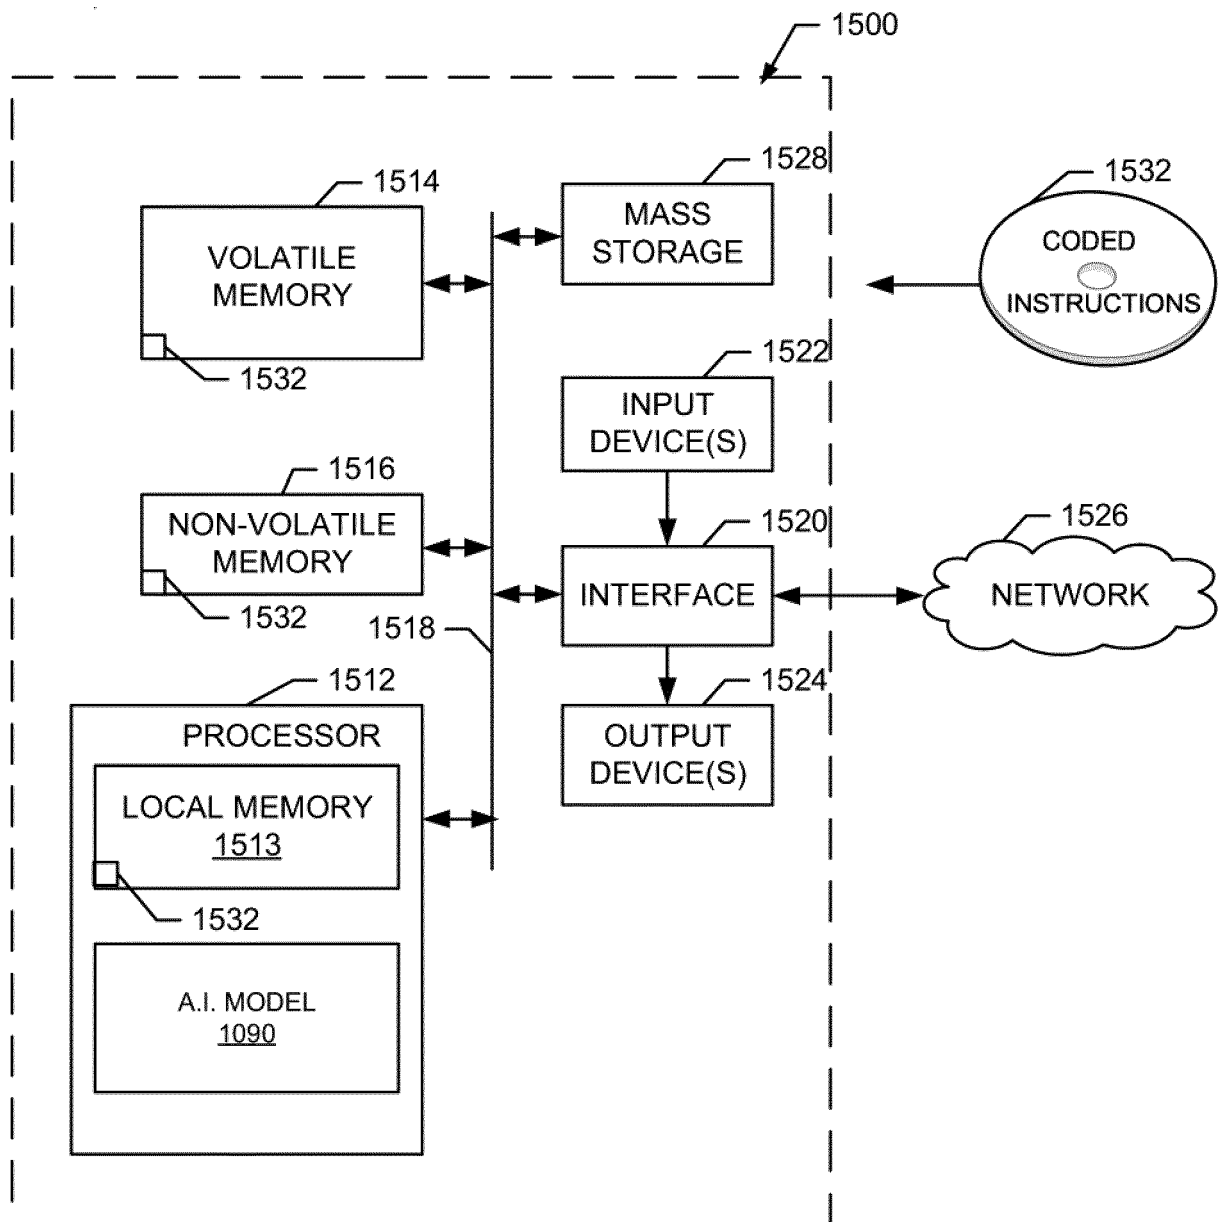 1500
1528
1514
1532
MASS
STORAGE
VOLATILE
MEMORY
CODED
INSTRUCTIONS
1532
1522
INPUT
DEVICE(S)
1516
NON-VOLATILE
MEMORY
1532
1520
INTERFACE
1526
NETWORK
1518
1512
PROCESSOR
1524
OUTPUT
DEVICE(S)
LOCAL MEMORY
1513
1532
A.I. MODEL
1090